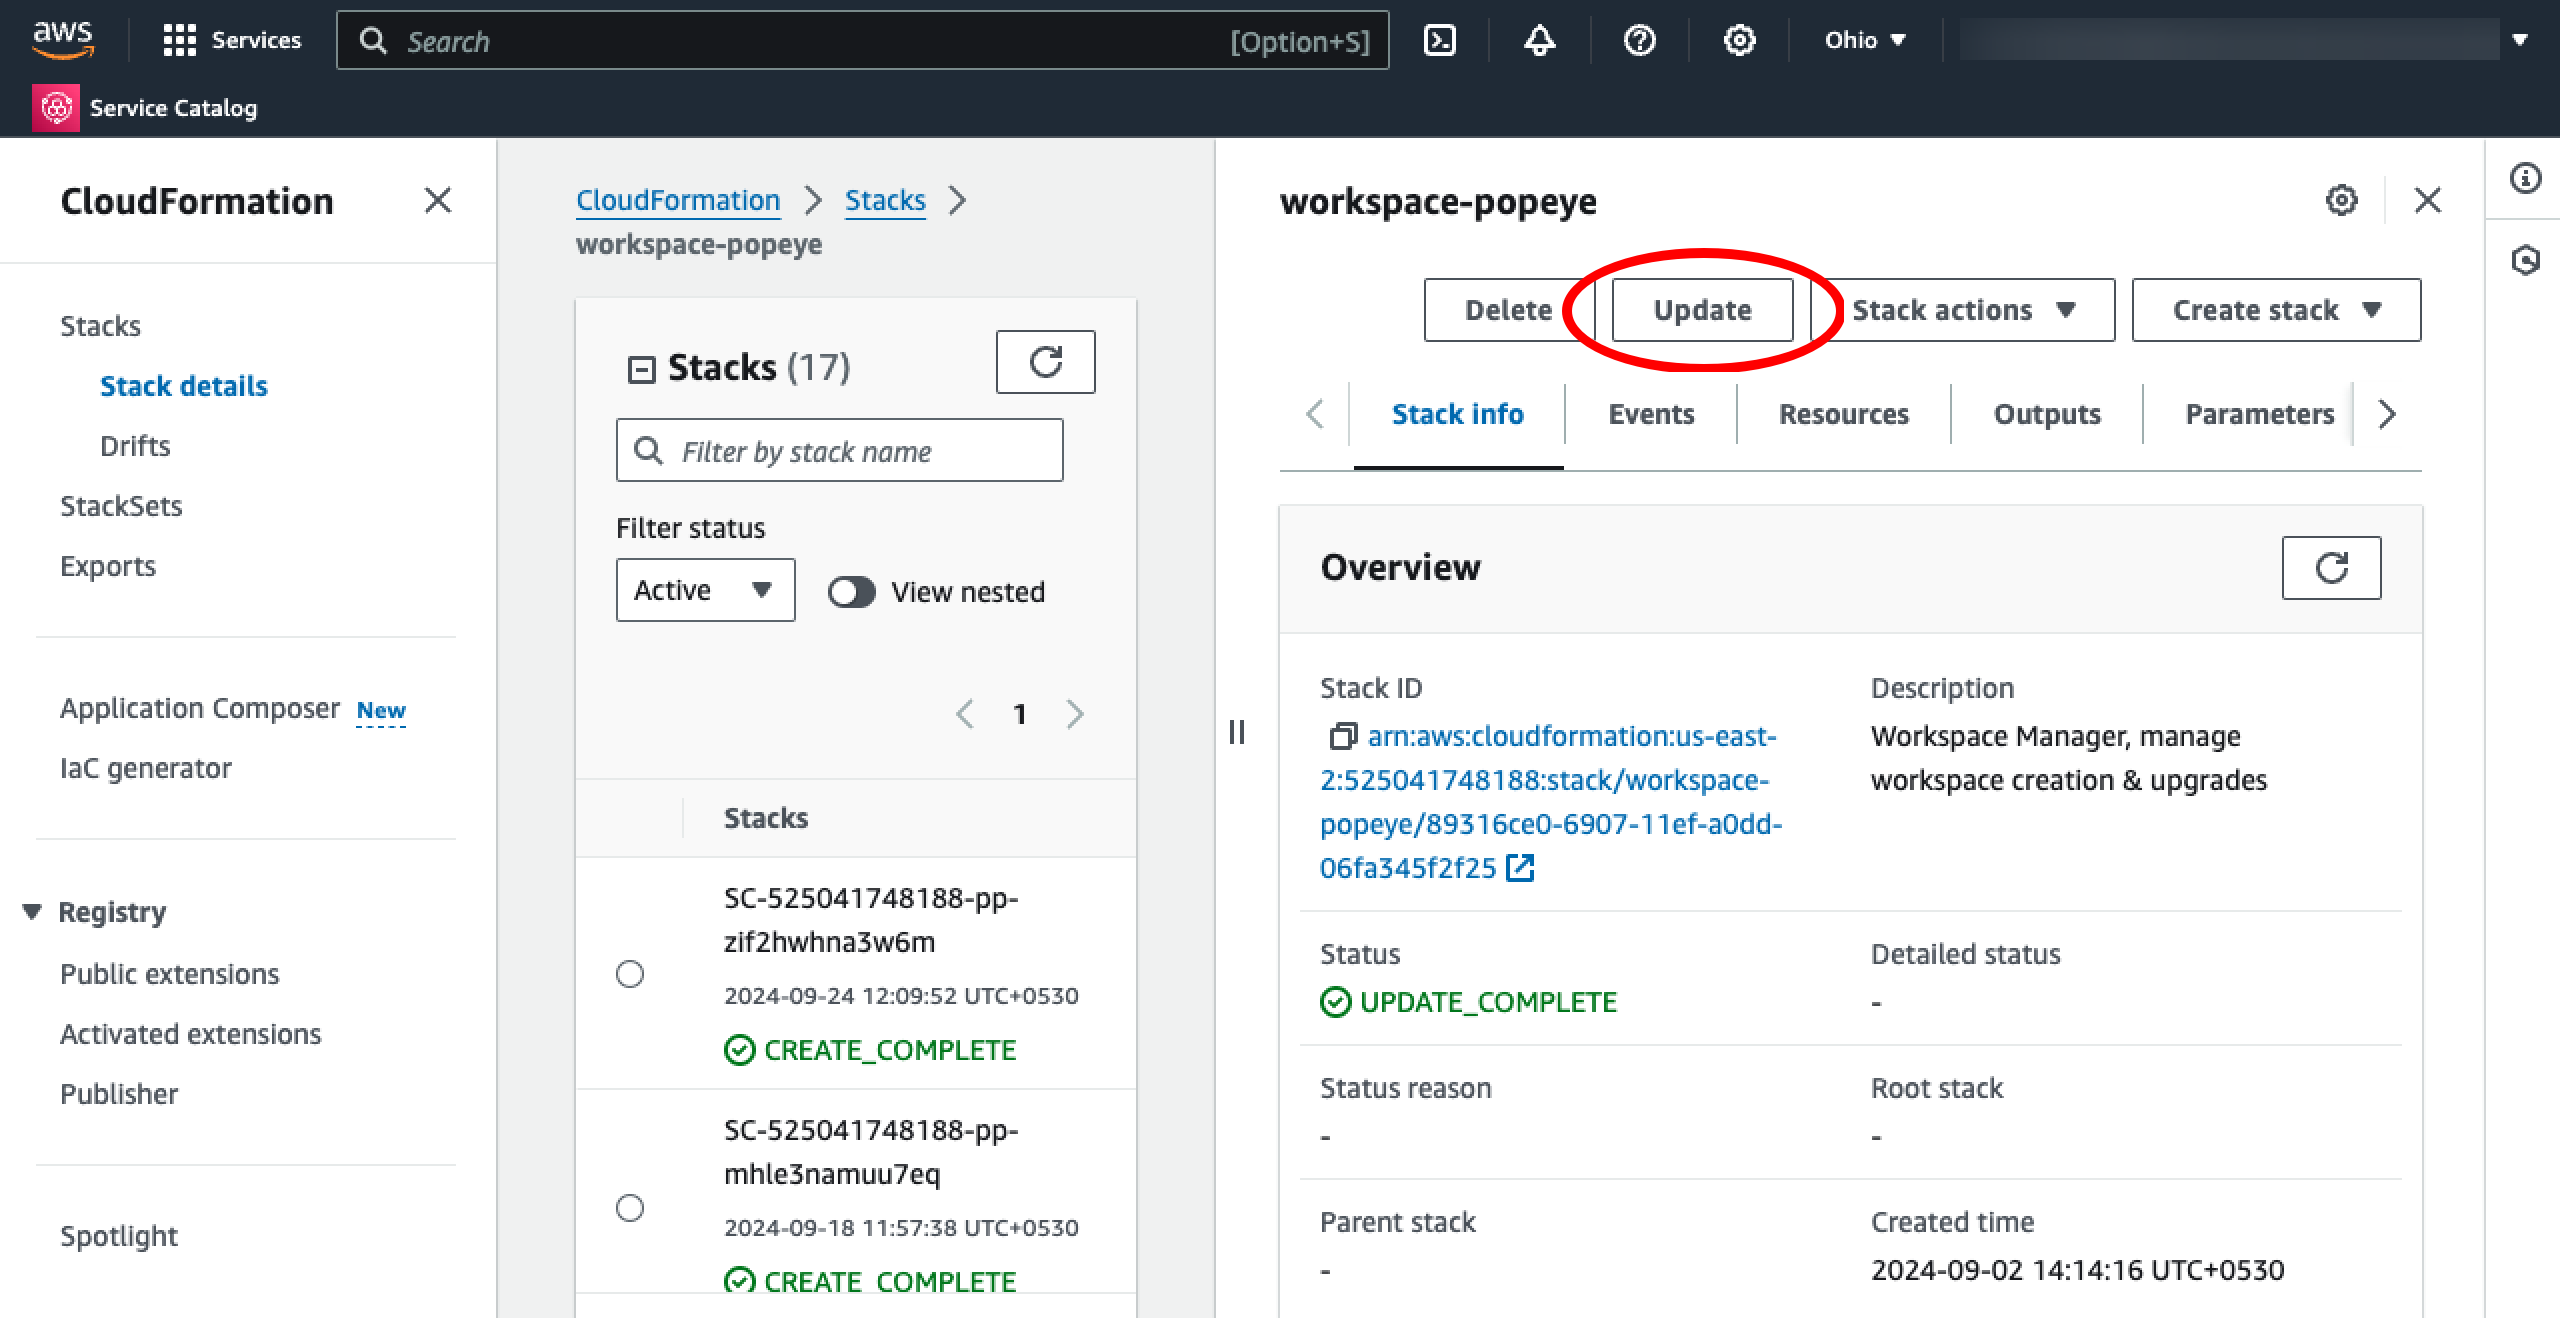 aws
Services
Search
[Option+S]
Ohio
Service Catalog
CloudFormation
Stacks
Stack details
Drifts
StackSets
Exports
Application Composer New
IaC generator
Registry
Public extensions
Activated extensions
Publisher
Spotlight
CloudFormation
Stacks
workspace-popeye
Stacks (17)
Filter by stack name
Filter status
Active
View nested
1
Stacks
SC-525041748188-pp-
zif2hwhna3w6m
2024-09-24 12:09:52 UTC+0530
CREATE_COMPLETE
SC-525041748188-pp-
mhle3namuu7eq
2024-09-18 11:57:38 UTC+0530
CREATE_COMPLETE
workspace-popeye
Delete
Update
Stack actions
Create stack
Stack info
Events
Resources
Outputs
Parameters
Overview
Stack ID
arn:aws:cloudformation:us-east-
2:525041748188:stack/workspace-
popeye/89316ce0-6907-11ef-a0dd-
06fa345f2f25
Description
Workspace Manager, manage
workspace creation & upgrades
Status
UPDATE_COMPLETE
Detailed status
-
Status reason
-
Root stack
-
Parent stack
-
Created time
2024-09-02 14:14:16 UTC+0530